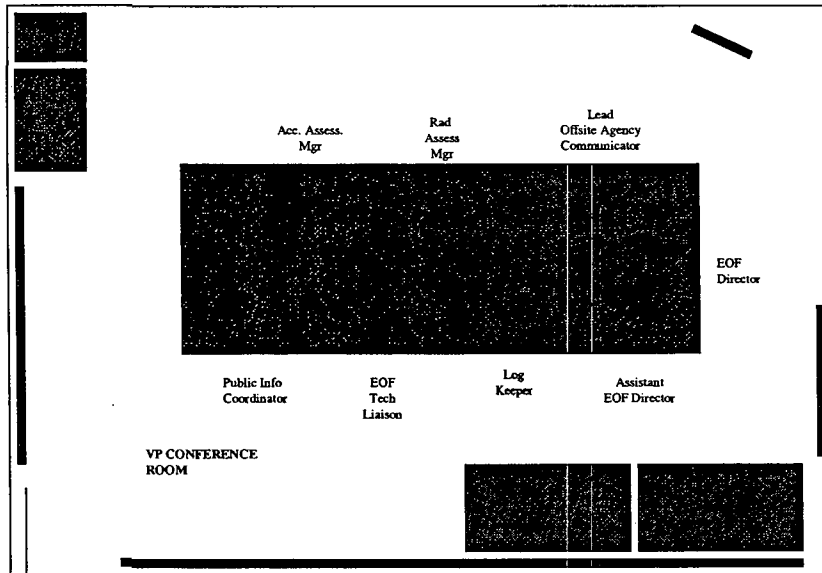 Acc. Assess.
Mgr
Rad
Assess
Mgr
Lead
Offsite Agency
Communicator
EOF
Director
Public Info
Coordinator
EOF
Tech
Liaison
Log
Keeper
Assistant
EOF Director
VP CONFERENCE
ROOM